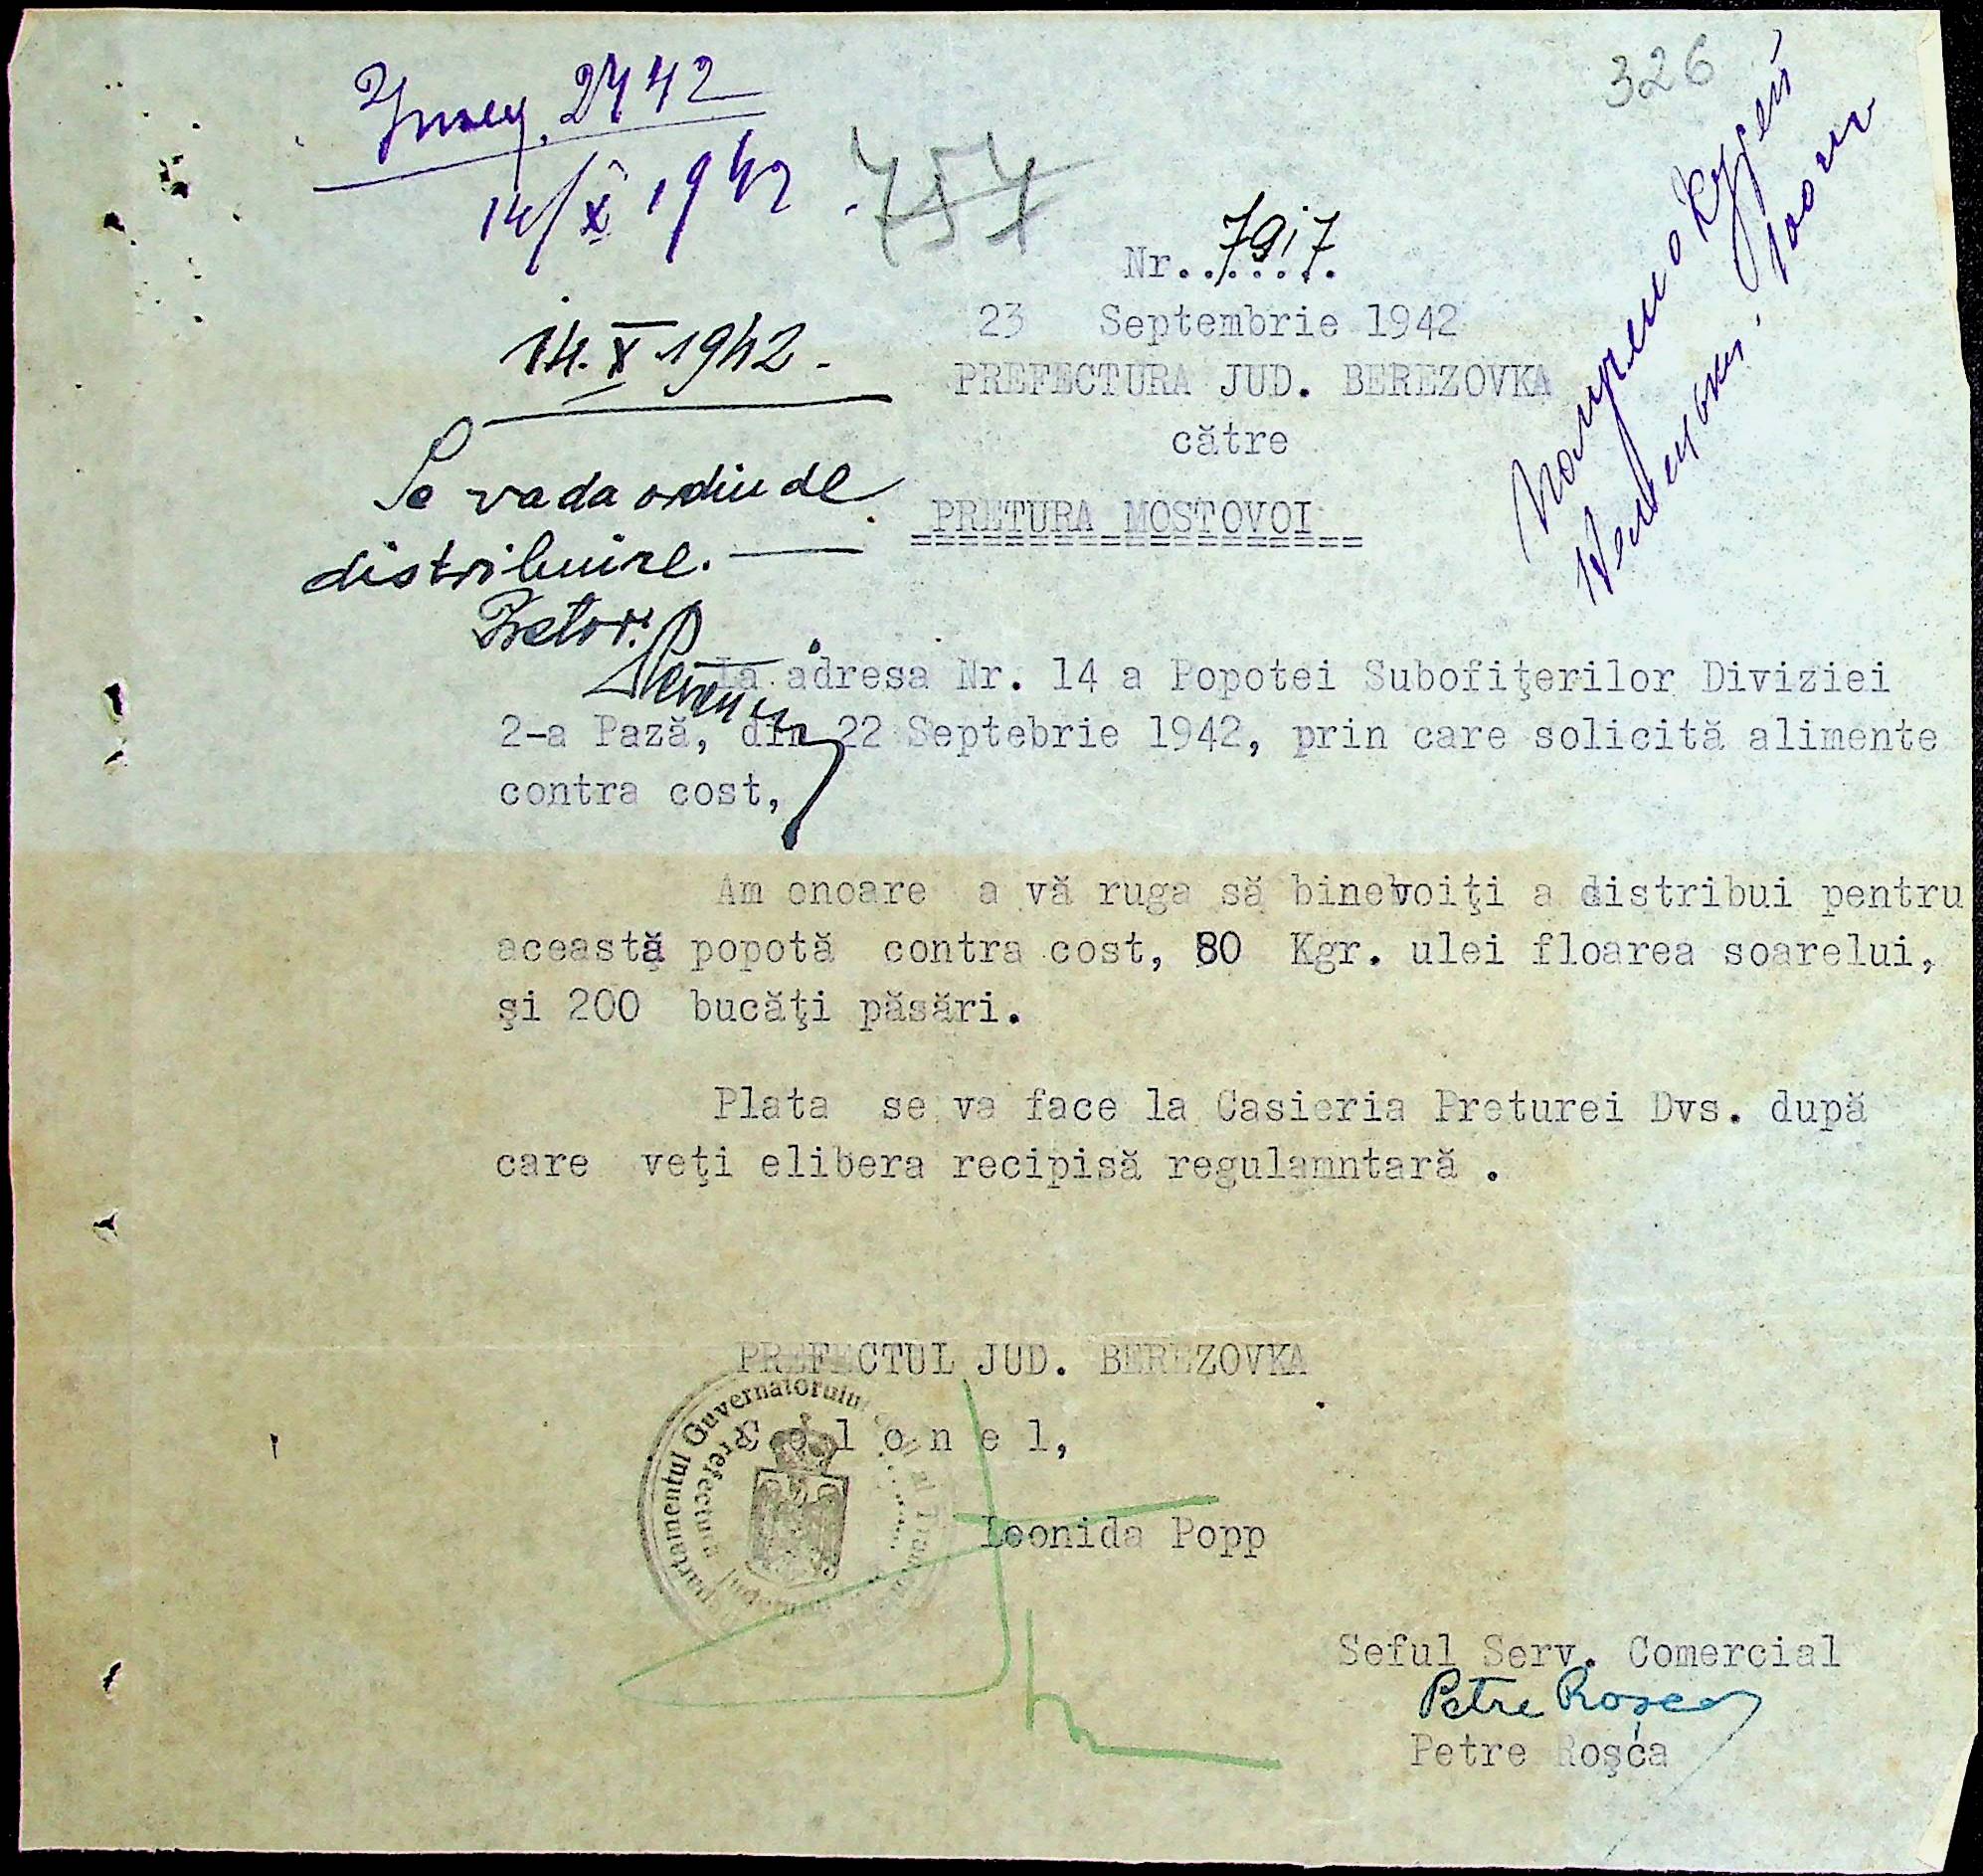 326
2742
14/X 1942
757
Nr. 7917
14. X 1942.
23 Septembrie 1942
PREFECTURA JUD. BEREZOVKA
către
Se va da ordin de
distribuire.
PRETURA MOSTOVOI
Pretor.
La adresa Nr. 14 a Popotei Subofiţerilor Diviziei
2-a Pază, din 22 Septebrie 1942, prin care solicită alimente
contra cost,
Am onoare a vă ruga să binevoiţi a distribui pentru
această popotă contra cost, 80 Kgr. ulei floarea soarelui,
şi 200 bucăţi păsări.
Plata se va face la Casieria Preturei Dvs. după
care veţi elibera recipisă regulamntară .
PREFECTUL JUD. BEREZOVKA
Colonel,
partamentul Guvernatorului
Prefectura
Leonida Popp
Seful Serv. Comercial
Petre Roşca
Petre Roşca